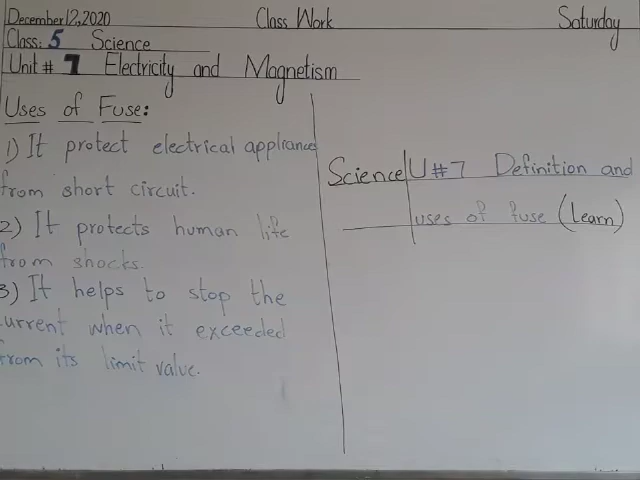 December 12, 2020 Class Work Saturday
Class: 5 Science
Unit # 7 Electricity and Magnetism
Uses of Fuse:
1) It protect electrical appliances
from short circuit.
2) It protects human life
from shocks.
3) It helps to stop the
current when it exceeded
from its limit value.
Science U#7 Definition and
uses of fuse (Learn)